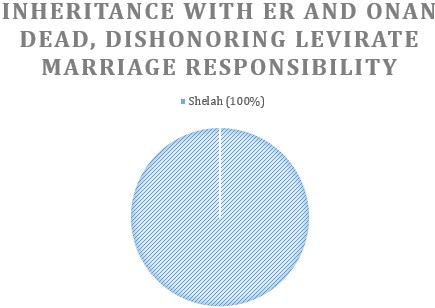 INHERITANCE WITH ER AND ONAN
DEAD, DISHONORING LEVIRATE
MARRIAGE RESPONSIBILITY
Shelah (100%)